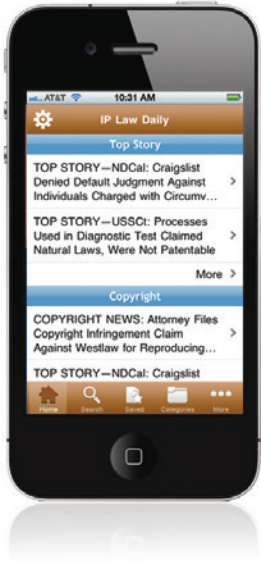 AT&T 10:31 AM
IP Law Daily
Top Story
TOP STORY—NDCal: Craigslist
Denied Default Judgment Against
Individuals Charged with Circumv...
TOP STORY—USSCt: Processes
Used in Diagnostic Test Claimed
Natural Laws, Were Not Patentable
More
Copyright
COPYRIGHT NEWS: Attorney Files
Copyright Infringement Claim
Against Westlaw for Reproducing...
TOP STORY—NDCal: Craigslist
Home Search Saved Categories More